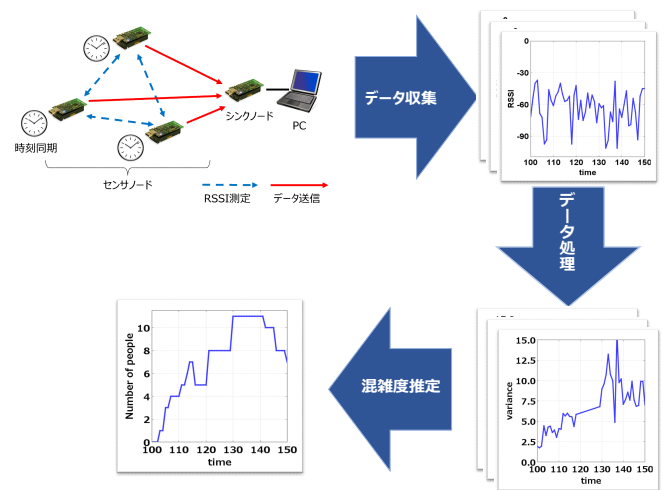 シンクノード
PC
時刻同期
センサノード
RSSI測定
データ送信
データ収集
0
-30
-60
-90
RSSI
100 110 120 130 140 150
time
データ処理
15.0
12.5
10.0
7.5
5.0
2.5
0.0
variance
100 110 120 130 140 150
time
混雑度推定
10
8
6
4
2
0
Number of people
100 110 120 130 140 150
time